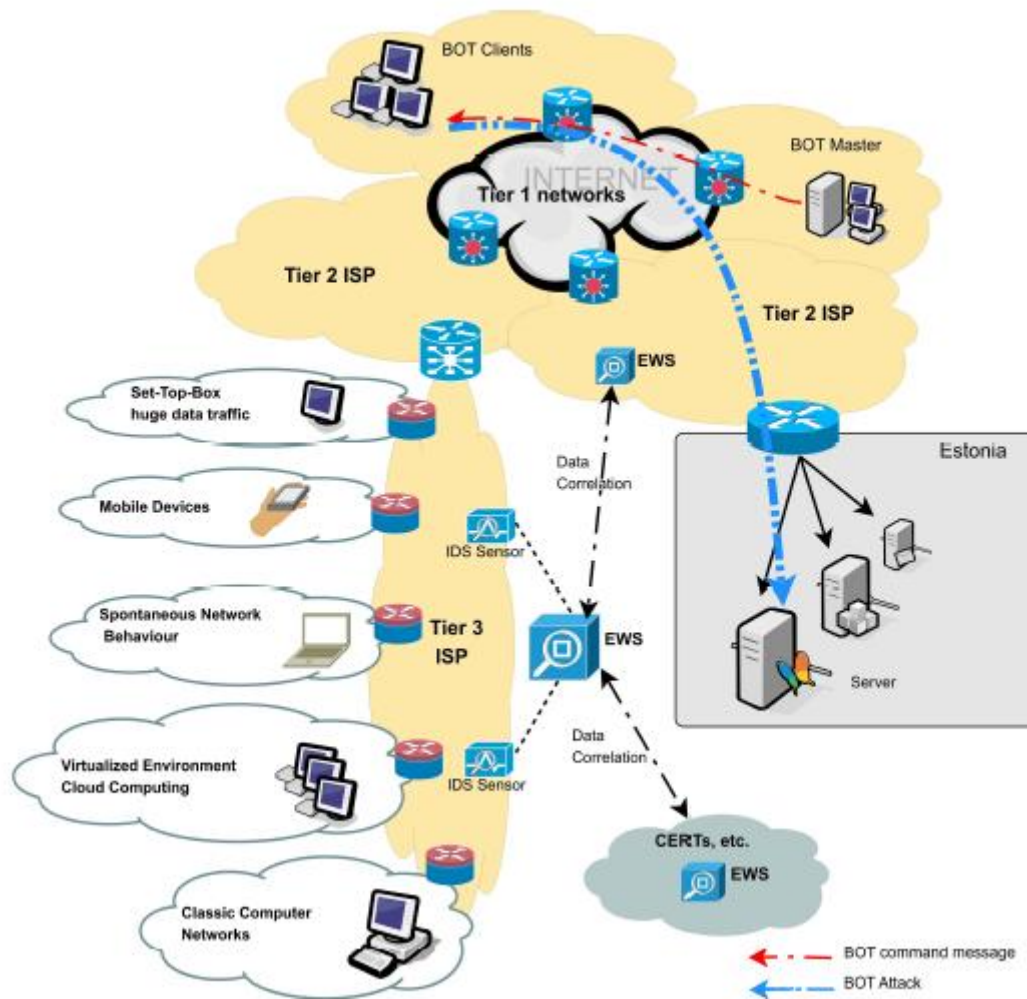 BOT Clients
BOT Master
INTERNET
Tier 1 networks
Tier 2 ISP
Tier 2 ISP
EWS
Set-Top-Box
huge data traffic
Estonia
Data
Correlation
Mobile Devices
IDS Sensor
Spontaneous Network
Behaviour
Tier 3
ISP
EWS
Server
Data
Correlation
Virtualized Environment
Cloud Computing
IDS Sensor
CERTs, etc.
EWS
Classic Computer
Networks
BOT command message
BOT Attack